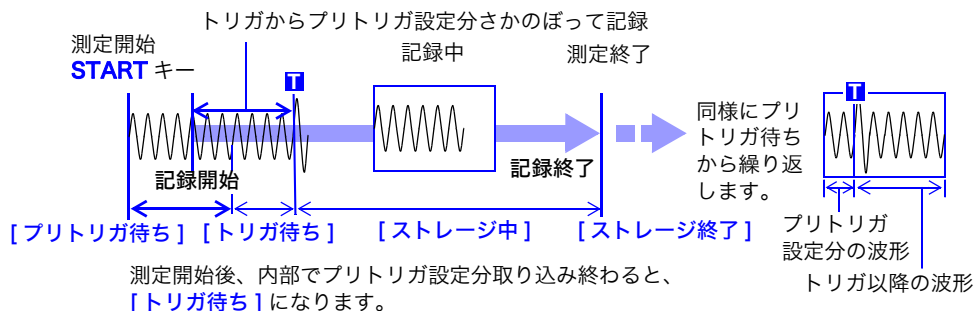 トリガからプリトリガ設定分さかのぼって記録
測定開始
START キー
記録中
測定終了
T
T
同様にプリ
トリガ待ち
から繰り返
します。
記録開始
記録終了
[ プリトリガ待ち ]
[ トリガ待ち ]
[ ストレージ中 ]
[ ストレージ終了 ]
プリトリガ
設定分の波形
トリガ以降の波形
測定開始後、内部でプリトリガ設定分取り込み終わると、
[ トリガ待ち ] になります。